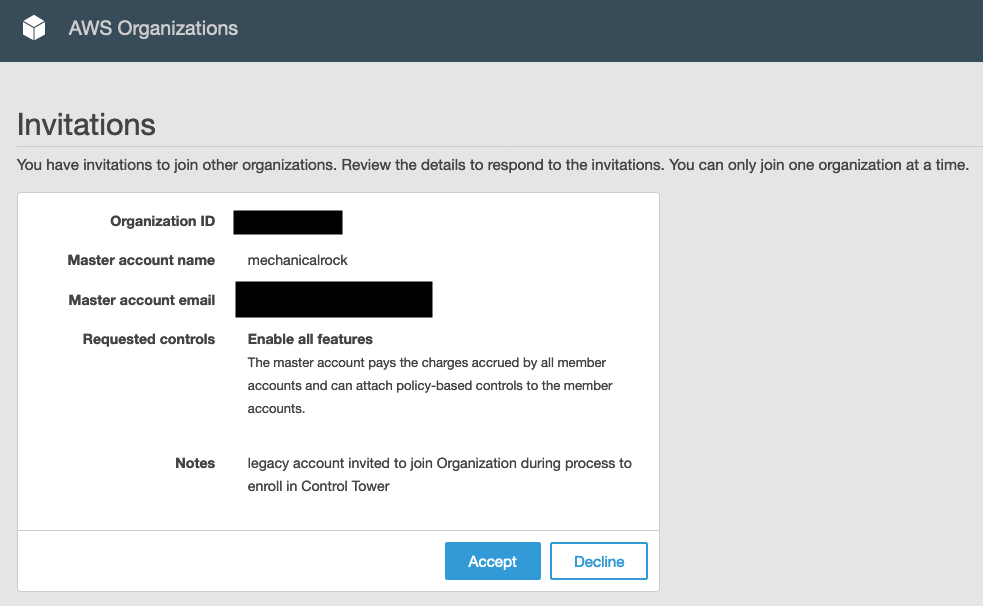 AWS Organizations
Invitations
You have invitations to join other organizations. Review the details to respond to the invitations. You can only join one organization at a time.
Organization ID
Master account name mechanicalrock
Master account email
Requested controls Enable all features
The master account pays the charges accrued by all member
accounts and can attach policy-based controls to the member
accounts.
Notes legacy account invited to join Organization during process to
enroll in Control Tower
Accept Decline